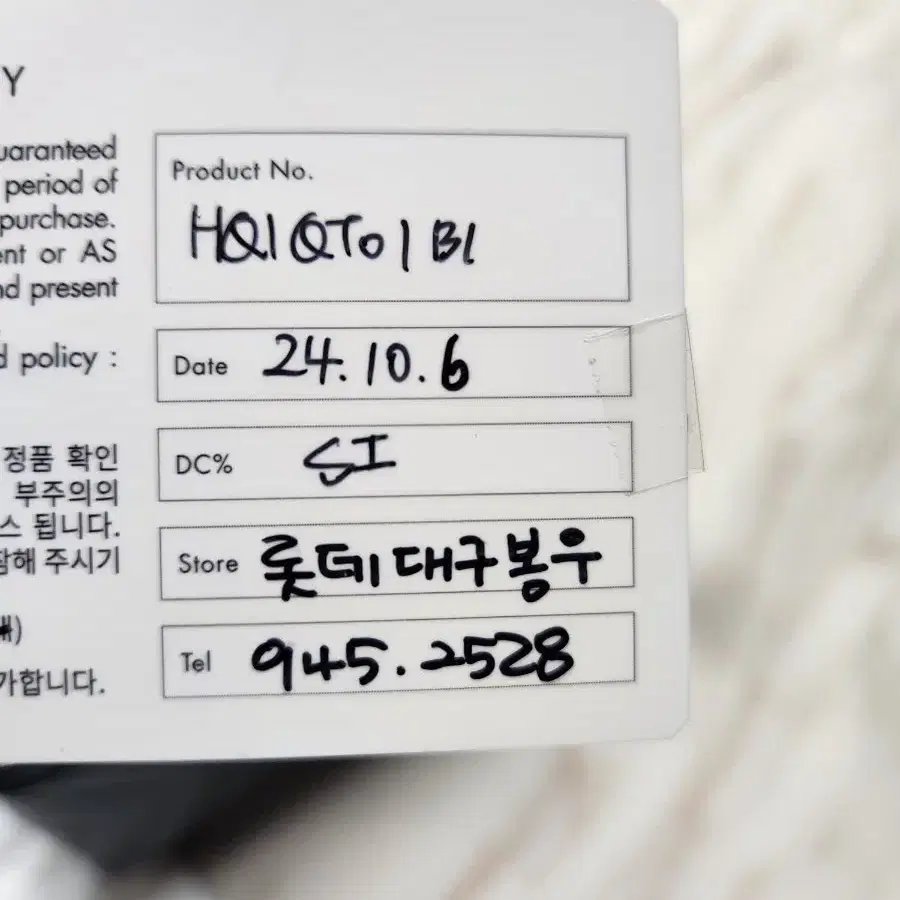 Y
uaranteed
period of
purchase.
ent or AS
nd present
d policy :
정품 확인
부주의의
스 됩니다.
참해 주시기
)
가합니다.
Product No.
HQ1QT01B1
Date 24.10.6
DC% SI
Store 롯데대구봉우
Tel 945.2528